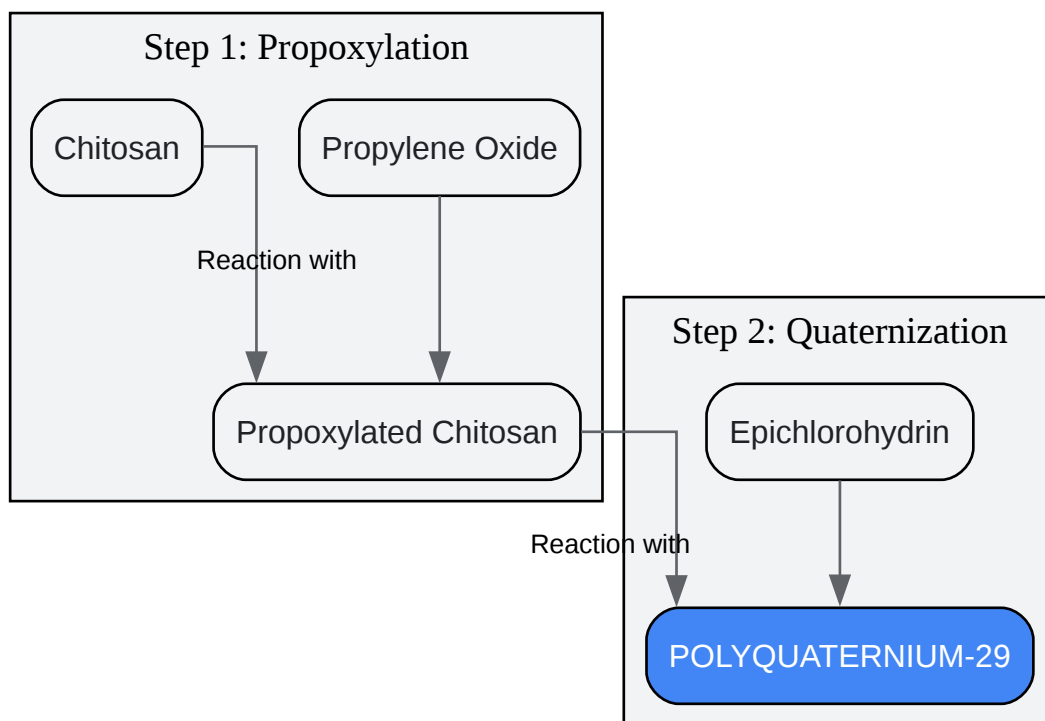 Step 1: Propoxylation
Chitosan
Propylene Oxide
Reaction with
Propoxylated Chitosan
Step 2: Quaternization
Epichlorohydrin
Reaction with
POLYQUATERNIUM-29